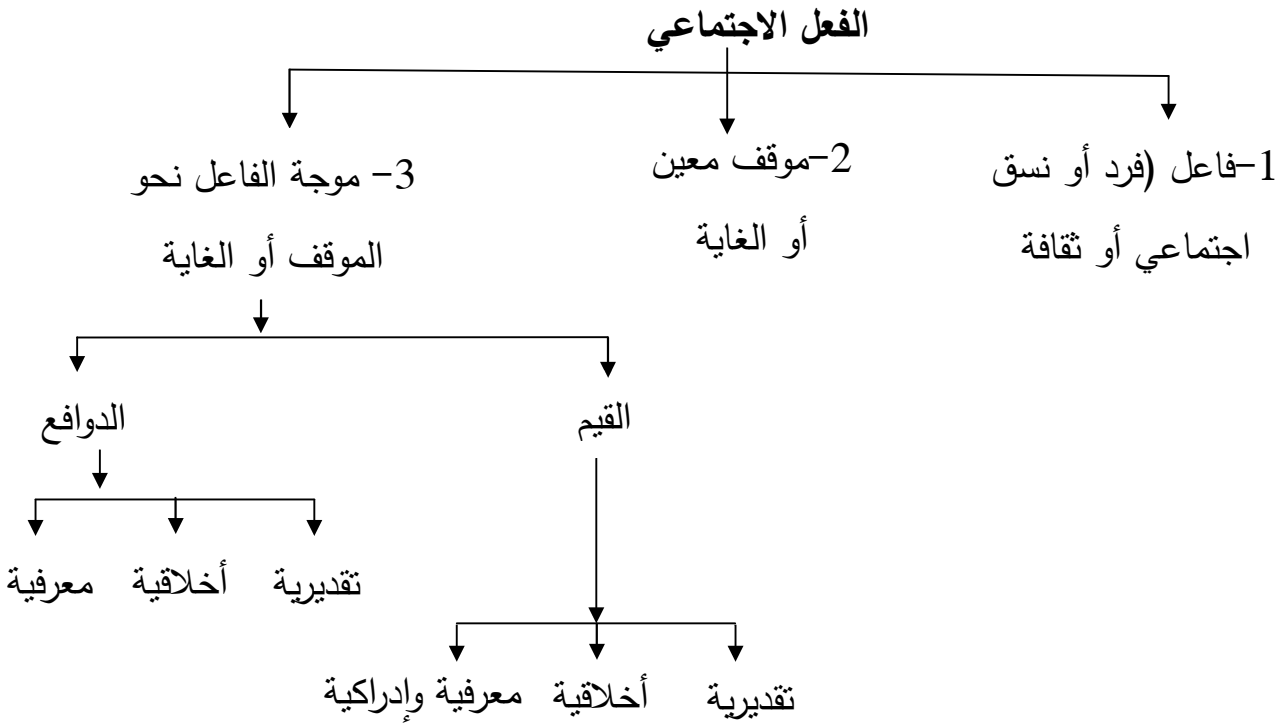 الفعل الاجتماعي
1-فاعل (فرد أو نسق
اجتماعي أو ثقافة
2-موقف معين
أو الغاية
3- موجة الفاعل نحو
الموقف أو الغاية
القيم
الدوافع
تقديرية أخلاقية معرفية
تقديرية أخلاقية معرفية وإدراكية